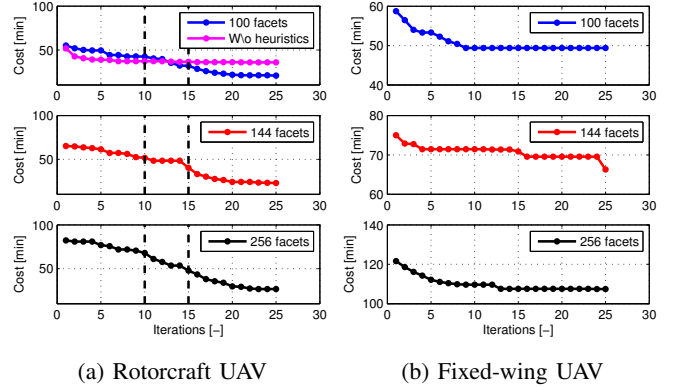 100
50
0
Cost [min]
100 facets
W\o heuristics
0 5 10 15 20 25 30
100
50
Cost [min]
144 facets
0 5 10 15 20 25 30
100
50
Cost [min]
256 facets
0 5 10 15 20 25 30
Iterations [−]
(a) Rotorcraft UAV
60
50
40
Cost [min]
100 facets
0 5 10 15 20 25 30
80
70
60
Cost [min]
144 facets
0 5 10 15 20 25 30
140
120
100
Cost [min]
256 facets
0 5 10 15 20 25 30
Iterations [−]
(b) Fixed-wing UAV